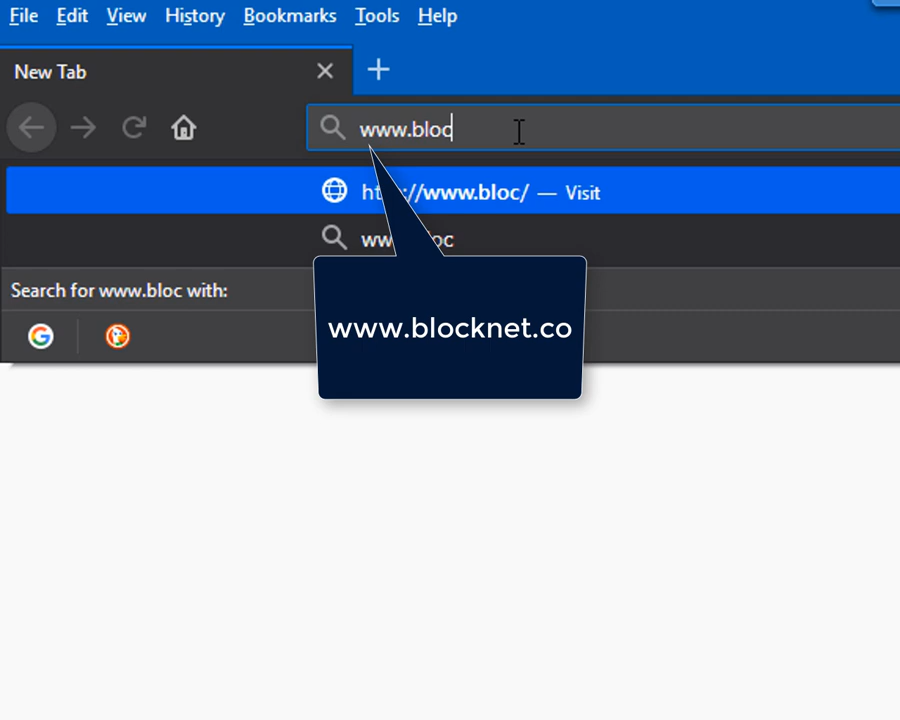 File Edit View History Bookmarks Tools Help
New Tab
www.bloc
http://www.bloc/ — Visit
Search for www.bloc with:
www.blocknet.co